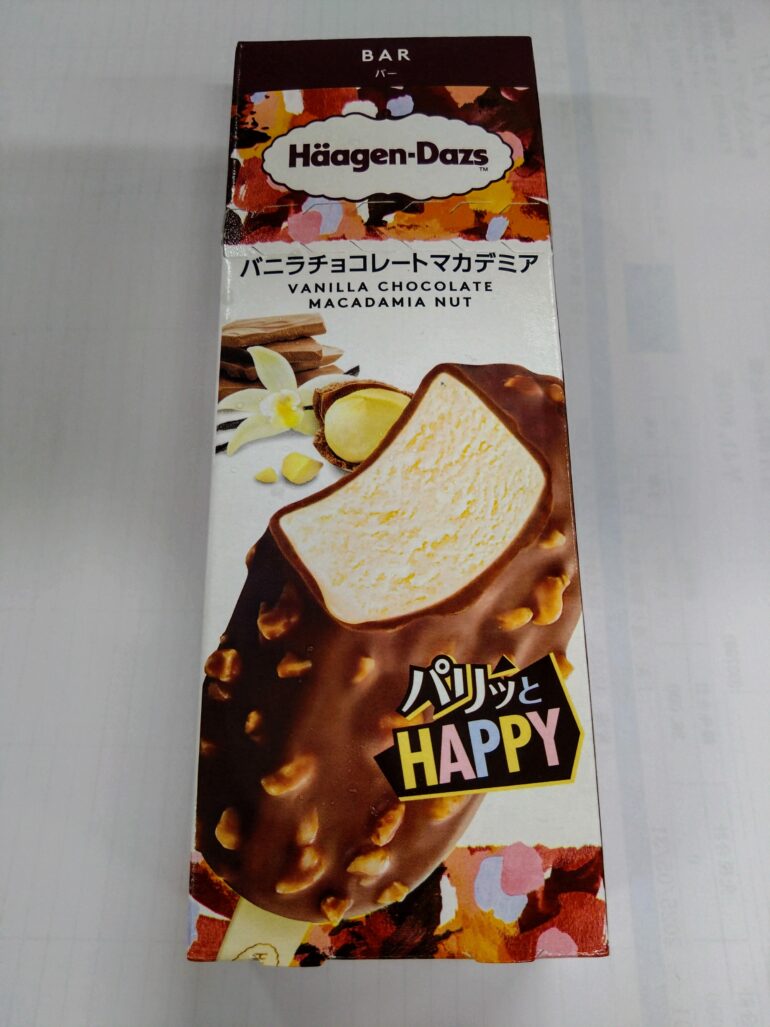 BAR
バー
Häagen-Dazs™
バニラチョコレートマカデミア
VANILLA CHOCOLATE
MACADAMIA NUT
パリッと
HAPPY